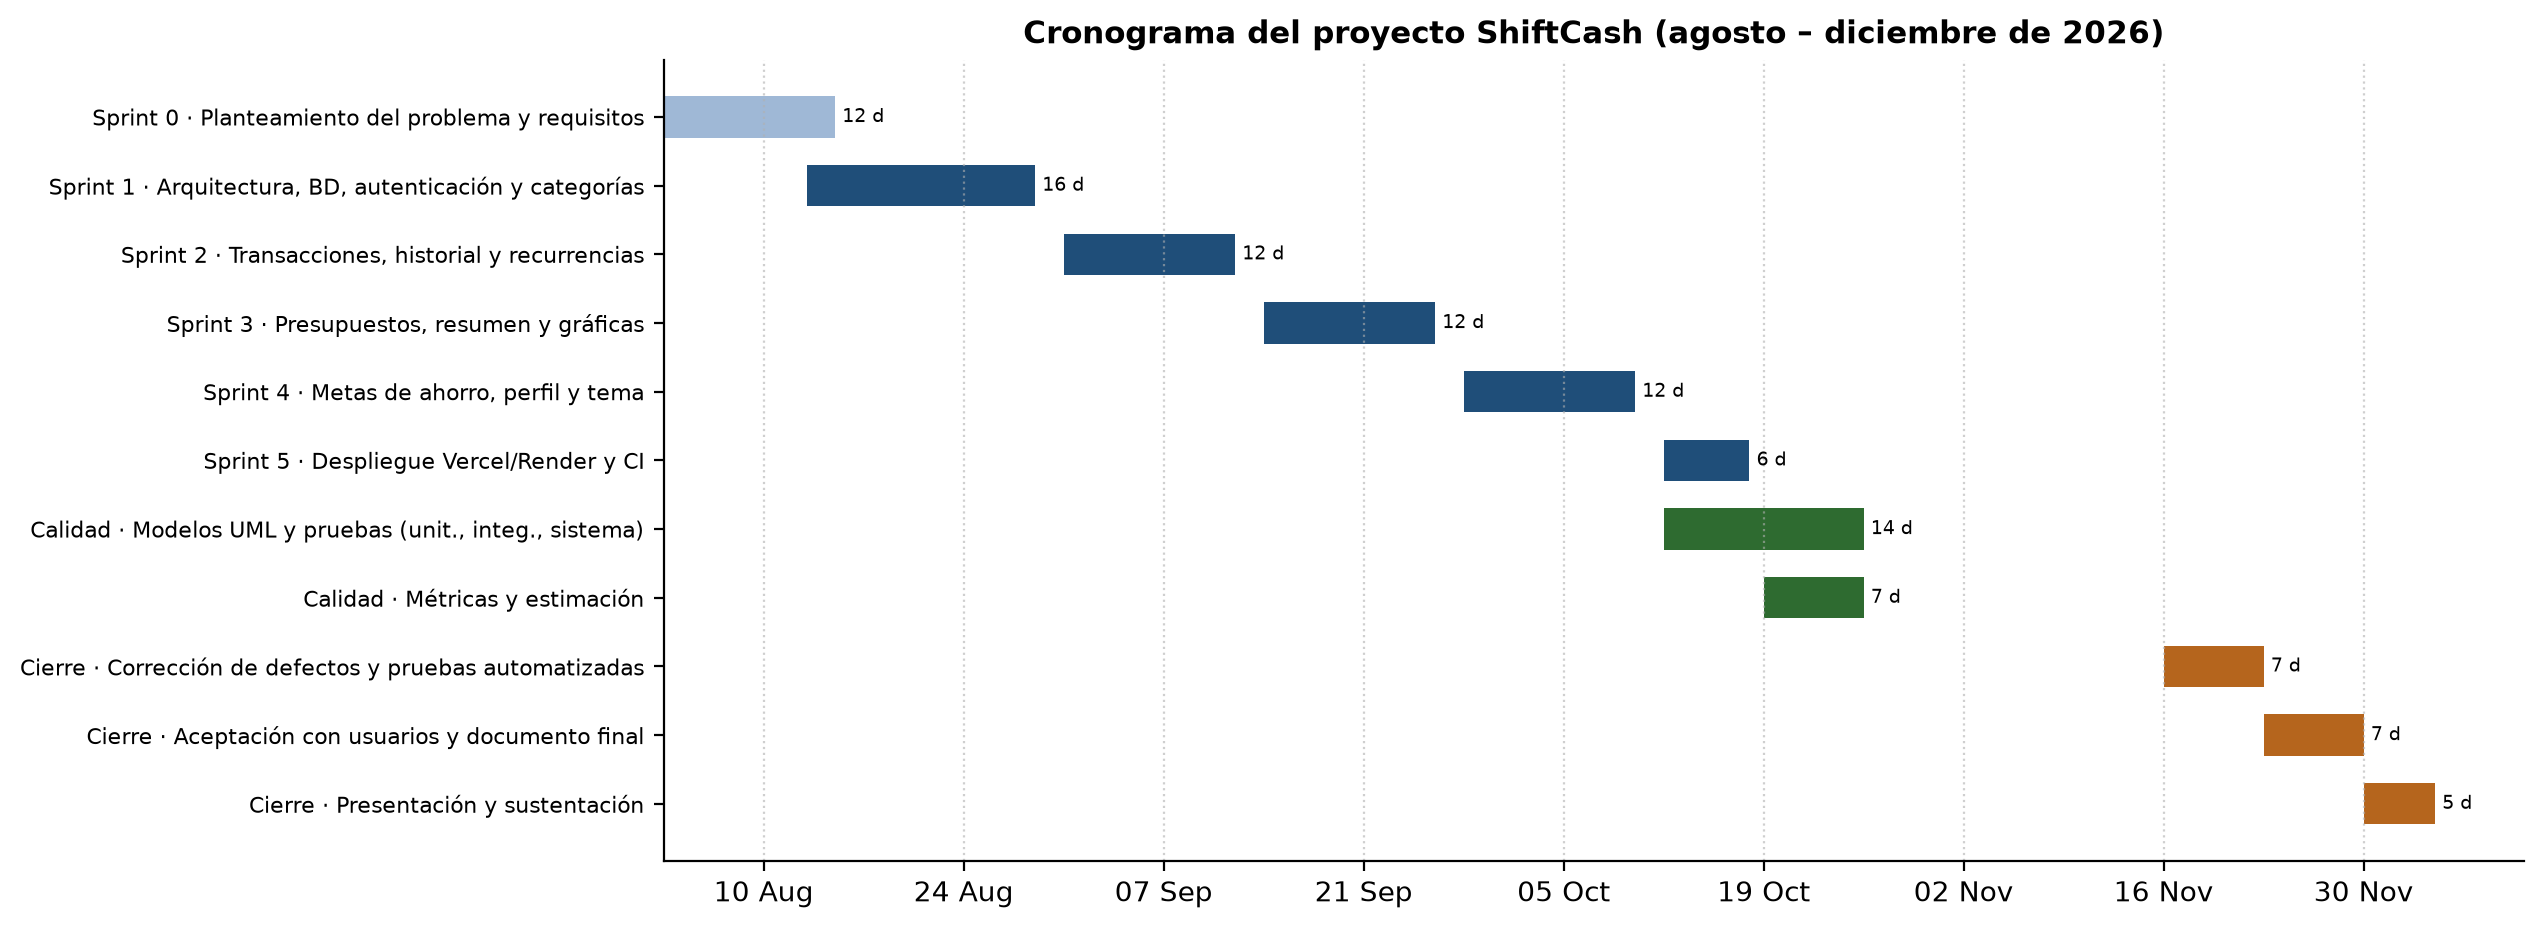 Cronograma del proyecto ShiftCash (agosto – diciembre de 2026)
Sprint 0 · Planteamiento del problema y requisitos
12 d
Sprint 1 · Arquitectura, BD, autenticación y categorías
16 d
Sprint 2 · Transacciones, historial y recurrencias
12 d
Sprint 3 · Presupuestos, resumen y gráficas
12 d
Sprint 4 · Metas de ahorro, perfil y tema
12 d
Sprint 5 · Despliegue Vercel/Render y CI
6 d
Calidad · Modelos UML y pruebas (unit., integ., sistema)
14 d
Calidad · Métricas y estimación
7 d
Cierre · Corrección de defectos y pruebas automatizadas
7 d
Cierre · Aceptación con usuarios y documento final
7 d
Cierre · Presentación y sustentación
5 d
10 Aug
24 Aug
07 Sep
21 Sep
05 Oct
19 Oct
02 Nov
16 Nov
30 Nov